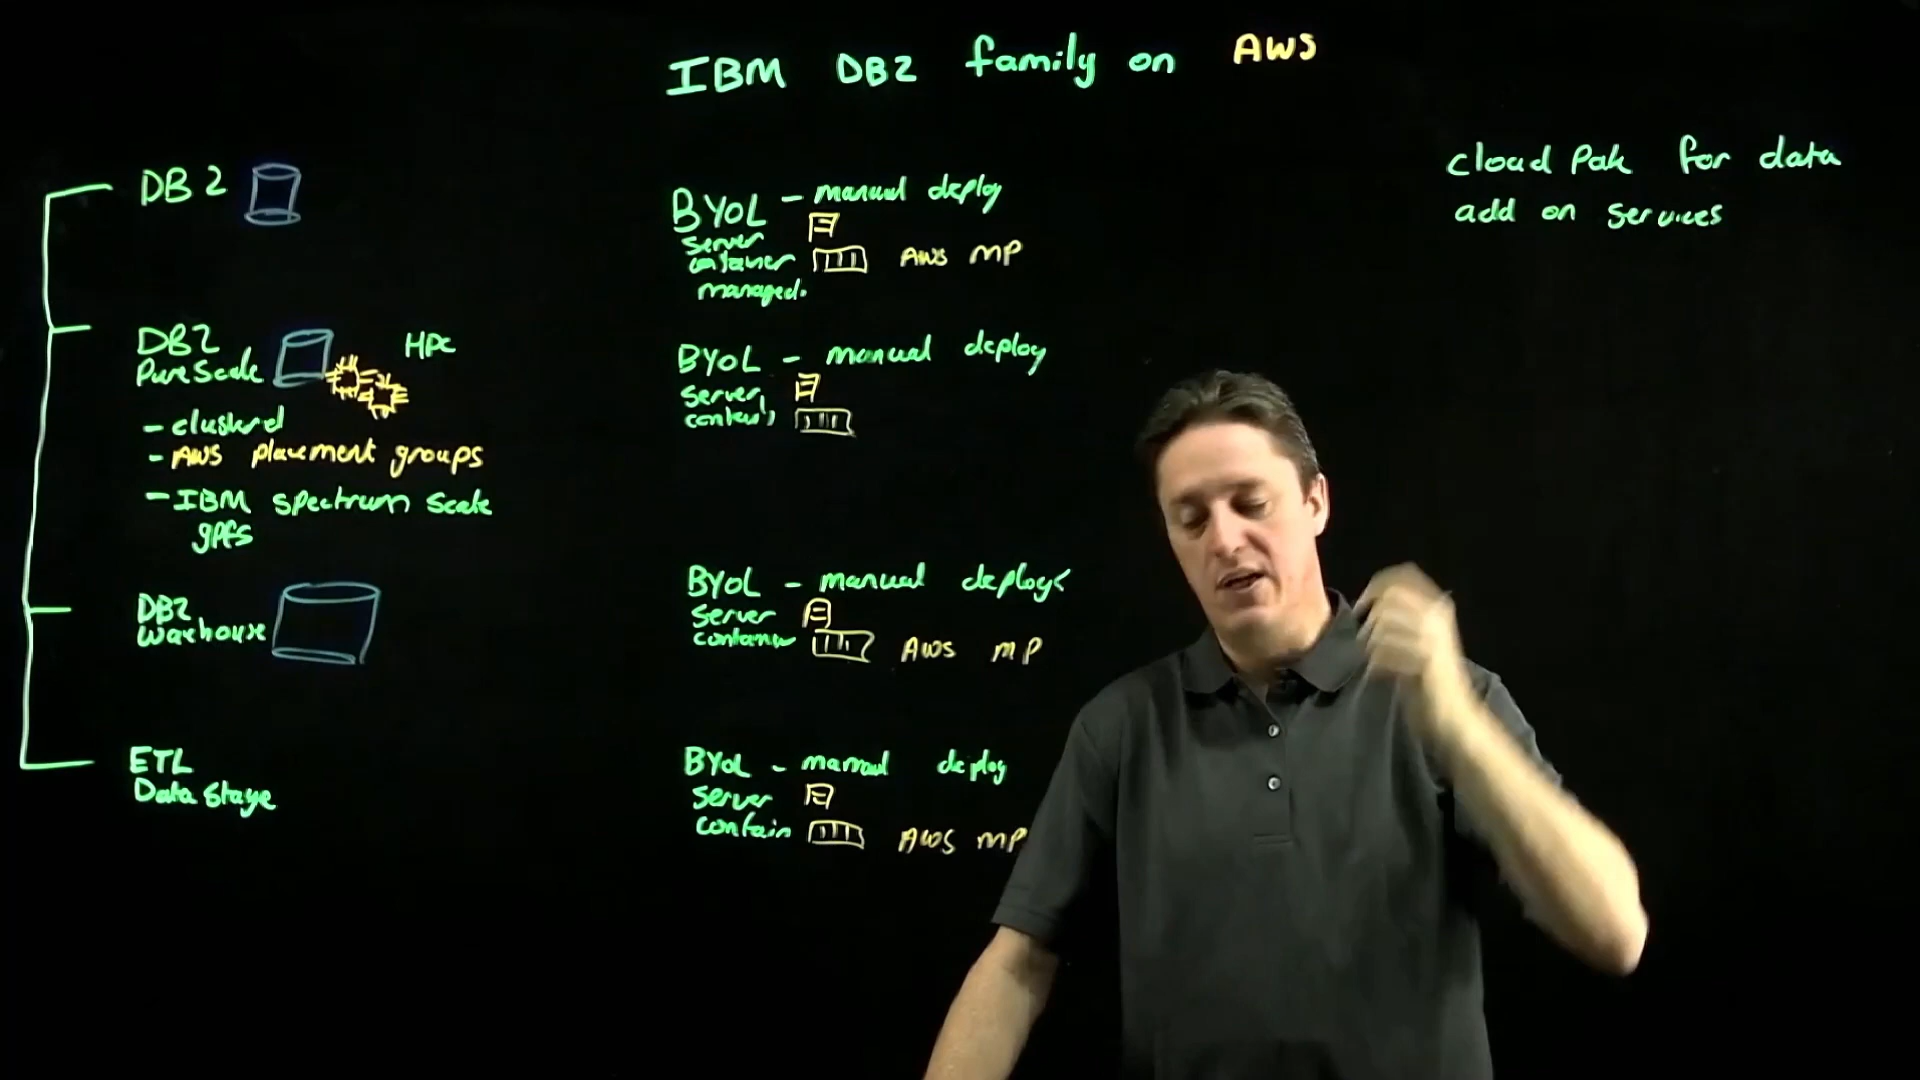 IBM DB2 family on AWS
cloud Pak for data
add on services
DB2
BYOL - manual deploy
server
container AWS MP
managed.
DB2
PureScale
HPC
- clustered
- AWS placement groups
- IBM spectrum scale
gpfs
BYOL - manual deploy
server
DB2
warehouse
BYOL - manual deploy
server
container AWS MP
ETL
Data Stage
BYOL - manual deploy
server
contain AWS MP